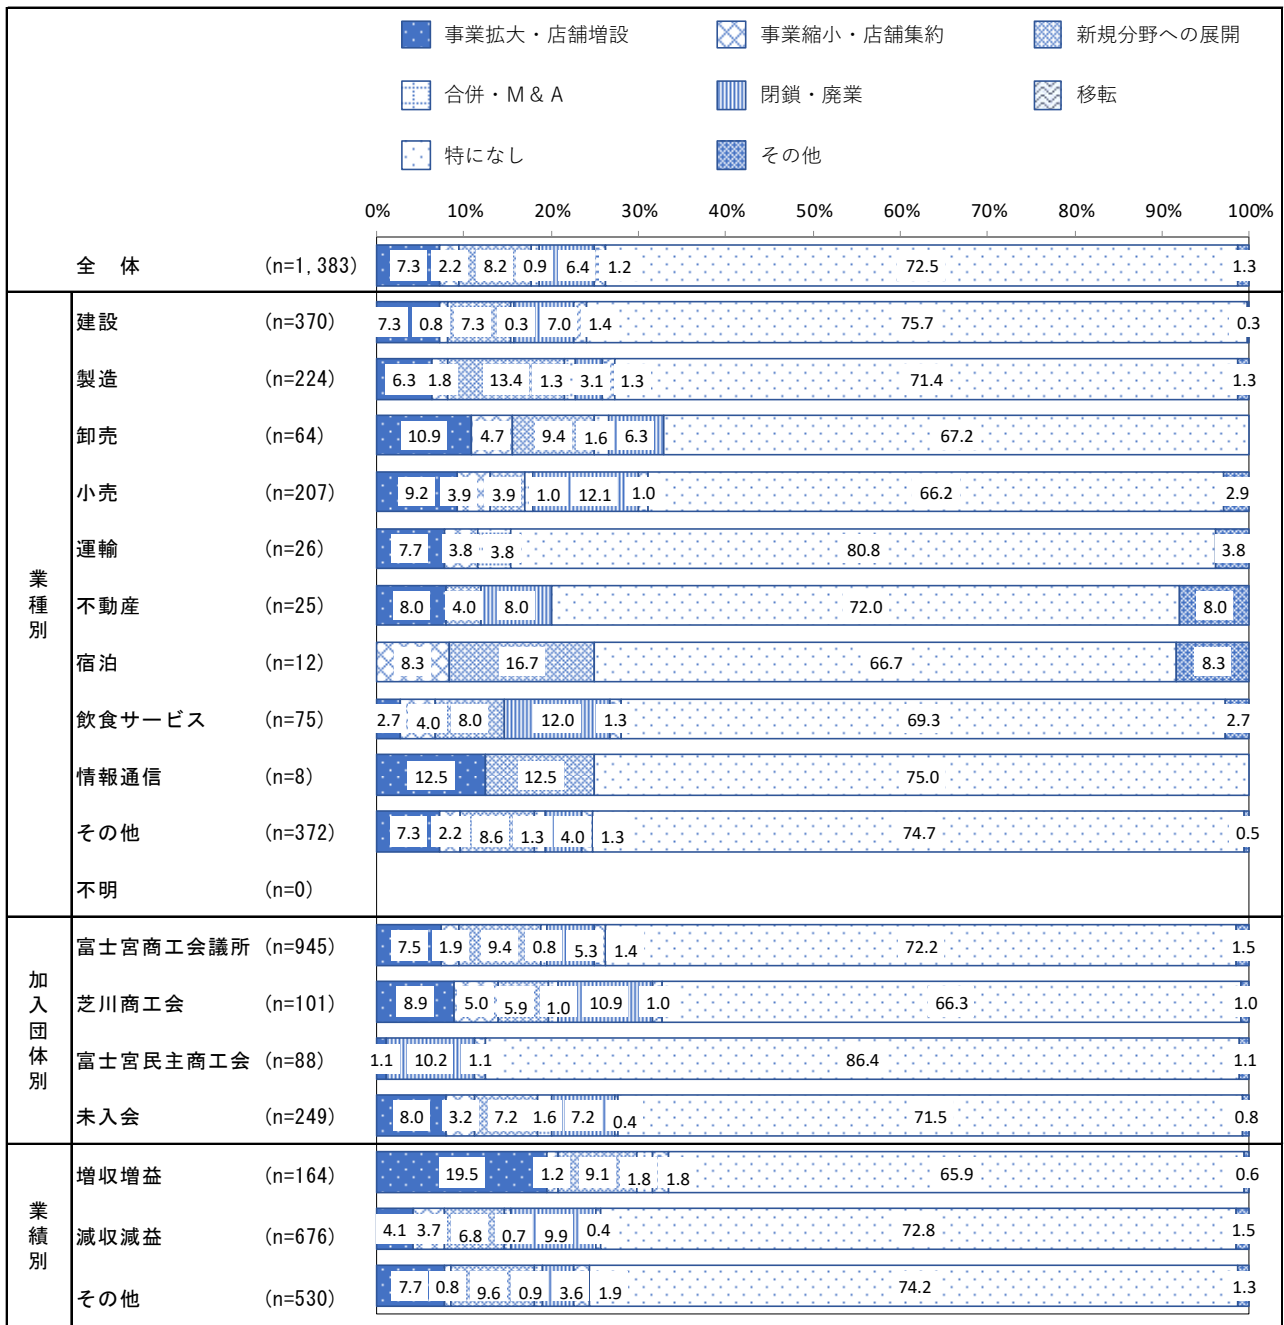 事業拡大・店舗増設 事業縮小・店舗集約 新規分野への展開
合併・M & A 閉鎖・廃業 移転
特になし その他
0% 10% 20% 30% 40% 50% 60% 70% 80% 90% 100%
全 体 (n=1,383) 7.3 2.2 8.2 0.9 6.4 1.2 72.5 1.3
業種別
建設 (n=370) 7.3 0.8 7.3 0.3 7.0 1.4 75.7 0.3
製造 (n=224) 6.3 1.8 13.4 1.3 3.1 1.3 71.4 1.3
卸売 (n=64) 10.9 4.7 9.4 1.6 6.3 67.2
小売 (n=207) 9.2 3.9 3.9 1.0 12.1 1.0 66.2 2.9
運輸 (n=26) 7.7 3.8 3.8 80.8 3.8
不動産 (n=25) 8.0 4.0 8.0 72.0 8.0
宿泊 (n=12) 8.3 16.7 66.7 8.3
飲食サービス (n=75) 2.7 4.0 8.0 12.0 1.3 69.3 2.7
情報通信 (n=8) 12.5 12.5 75.0
その他 (n=372) 7.3 2.2 8.6 1.3 4.0 1.3 74.7 0.5
不明 (n=0)
加入団体別
富士宮商工会議所 (n=945) 7.5 1.9 9.4 0.8 5.3 1.4 72.2 1.5
芝川商工会 (n=101) 8.9 5.0 5.9 1.0 10.9 1.0 66.3 1.0
富士宮民主商工会 (n=88) 1.1 10.2 1.1 86.4 1.1
未入会 (n=249) 8.0 3.2 7.2 1.6 7.2 0.4 71.5 0.8
業績別
増収増益 (n=164) 19.5 1.2 9.1 1.8 1.8 65.9 0.6
減収減益 (n=676) 4.1 3.7 6.8 0.7 9.9 0.4 72.8 1.5
その他 (n=530) 7.7 0.8 9.6 0.9 3.6 1.9 74.2 1.3